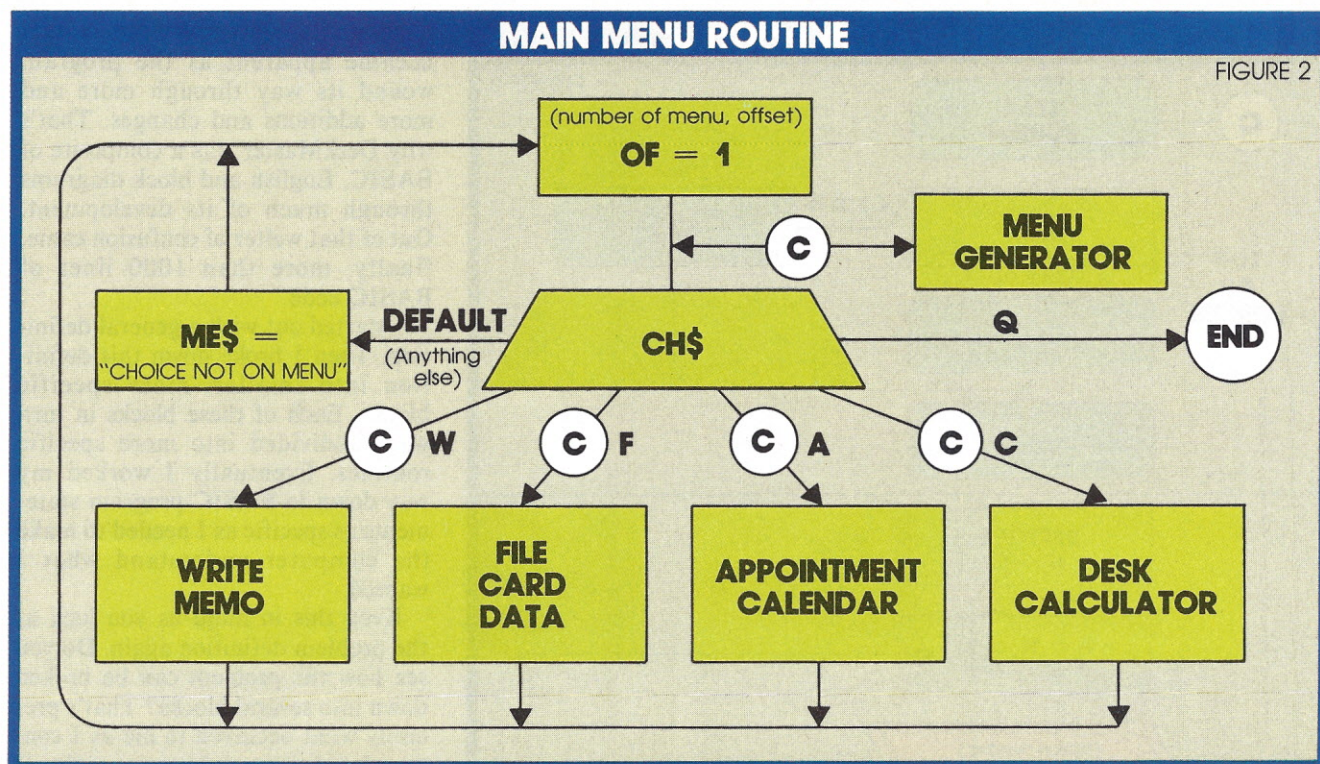 MAIN MENU ROUTINE
FIGURE 2
(number of menu, offset)
OF = 1
C
MENU
GENERATOR
ME$ =
"CHOICE NOT ON MENU"
DEFAULT
(Anything
else)
CH$
Q
END
C W
C F
C A
C C
WRITE
MEMO
FILE
CARD
DATA
APPOINTMENT
CALENDAR
DESK
CALCULATOR